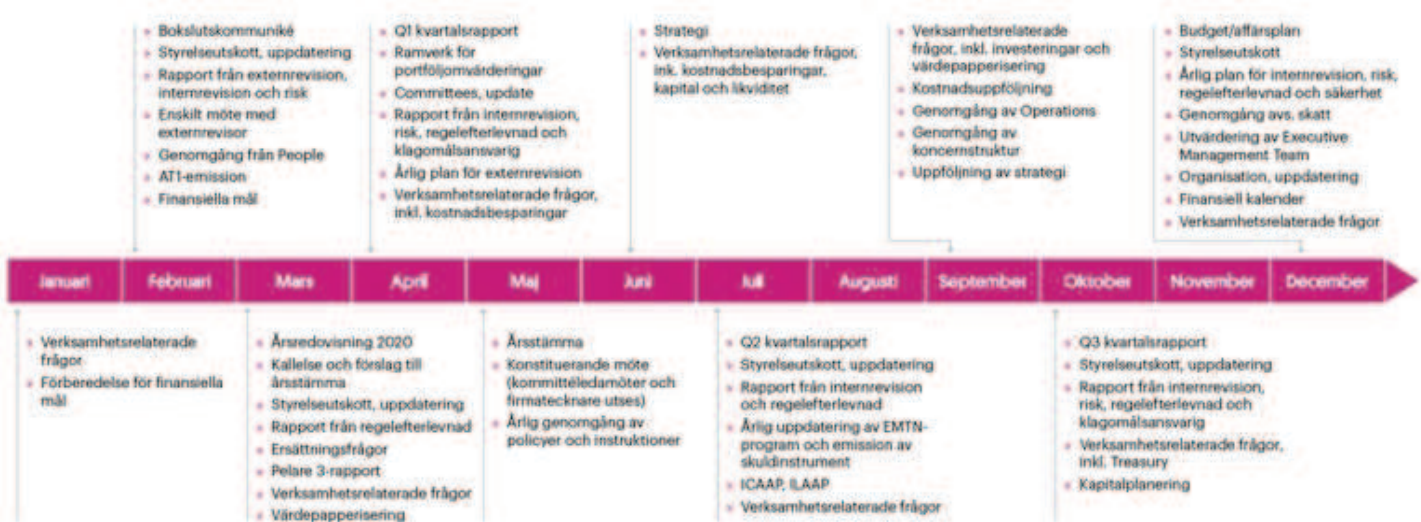 Bokslutskommuniké
Styrelseutskott, uppdatering
Rapport från externrevision,
internrevision och risk
Enskilt möte med
externrevisor
Genomgång från People
AT1-emission
Finansiella mål
Q1 kvartalsrapport
Ramverk för
portföljomvärderingar
Committees, update
Rapport från internrevision,
risk, regelefterlevnad och
klagomålsansvarig
Årlig plan för externrevision
Verksamhetsrelaterade frågor,
inkl. kostnadsbesparingar
Strategi
Verksamhetsrelaterade frågor,
ink. kostnadsbesparingar,
kapital och likviditet
Verksamhetsrelaterade
frågor, inkl. investeringar och
värdepapperisering
Kostnadsuppföljning
Genomgång av Operations
Genomgång av
koncernstruktur
Uppföljning av strategi
Budget/affärsplan
Styrelseutskott
Årlig plan för internrevision, risk,
regelefterlevnad och säkerhet
Genomgång avs. skatt
Utvärdering av Executive
Management Team
Organisation, uppdatering
Finansiell kalender
Verksamhetsrelaterade frågor
Januari Februari Mars April Maj Juni Juli Augusti September Oktober November December
Verksamhetsrelaterade
frågor
Förberedelse för finansiella
mål
Årsredovisning 2020
Kallelse och förslag till
årsstämma
Styrelseutskott, uppdatering
Rapport från regelefterlevnad
Ersättningsfrågor
Pelare 3-rapport
Verksamhetsrelaterade frågor
Värdepapperisering
Årsstämma
Konstituerande möte
(kommittéledamöter och
firmatecknare utses)
Årlig genomgång av
policyer och instruktioner
Q2 kvartalsrapport
Styrelseutskott, uppdatering
Rapport från internrevision
och regelefterlevnad
Årlig uppdatering av EMTN-
program och emission av
skuldinstrument
ICAAP, ILAAP
Verksamhetsrelaterade frågor
Q3 kvartalsrapport
Styrelseutskott, uppdatering
Rapport från internrevision,
risk, regelefterlevnad och
klagomålsansvarig
Verksamhetsrelaterade frågor,
inkl. Treasury
Kapitalplanering